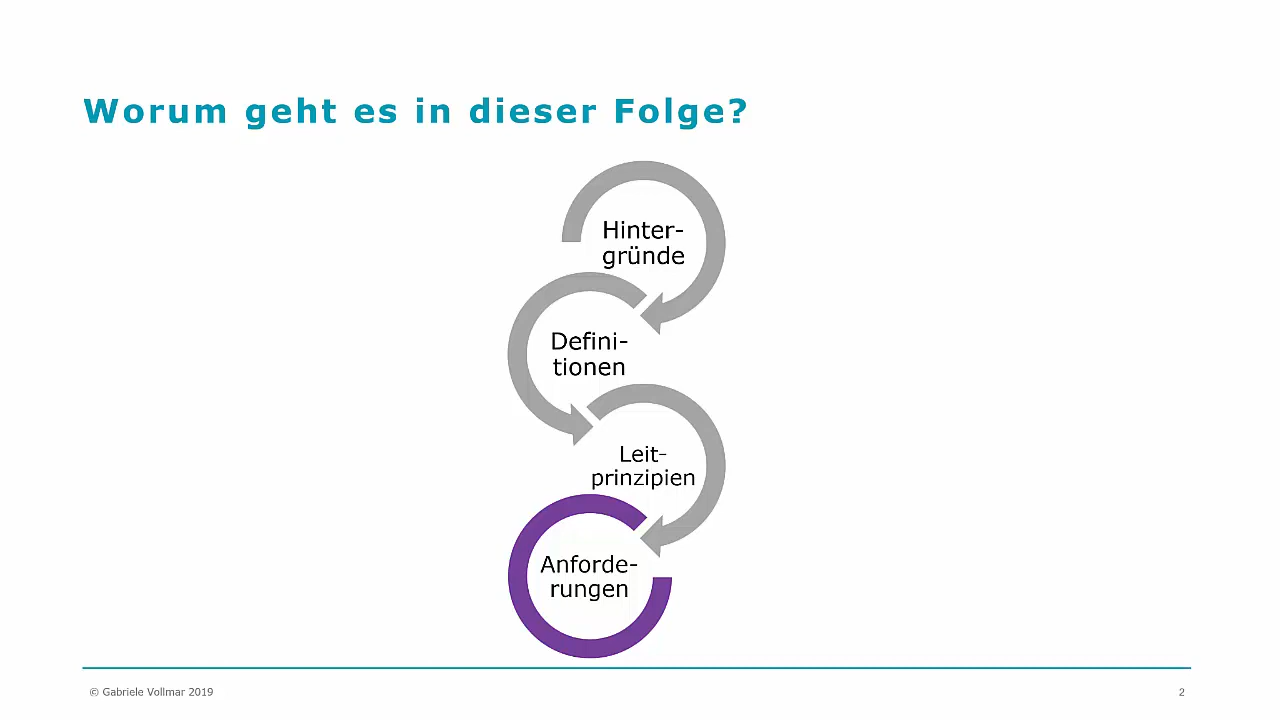 Worum geht es in dieser Folge?
Hinter-
gründe
Defini-
tionen
Leit-
prinzipien
Anforde-
rungen
© Gabriele Vollmar 2019
2